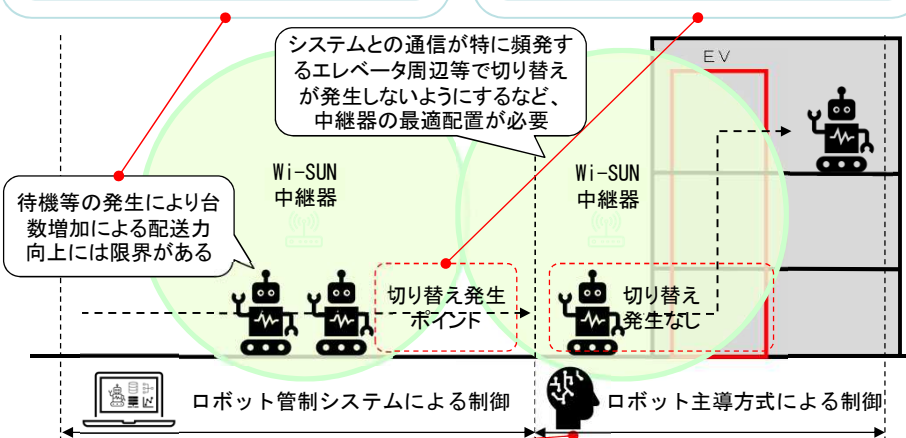 システムとの通信が特に頻発す
るエレベータ周辺等で切り替え
が発生しないようにするなど、
中継器の最適配置が必要
EV
Wi-SUN
中継器
Wi-SUN
中継器
待機等の発生により台
数増加による配送力
向上には限界がある
切り替え発生
ポイント
切り替え
発生なし
ロボット管制システムによる制御
ロボット主導方式による制御